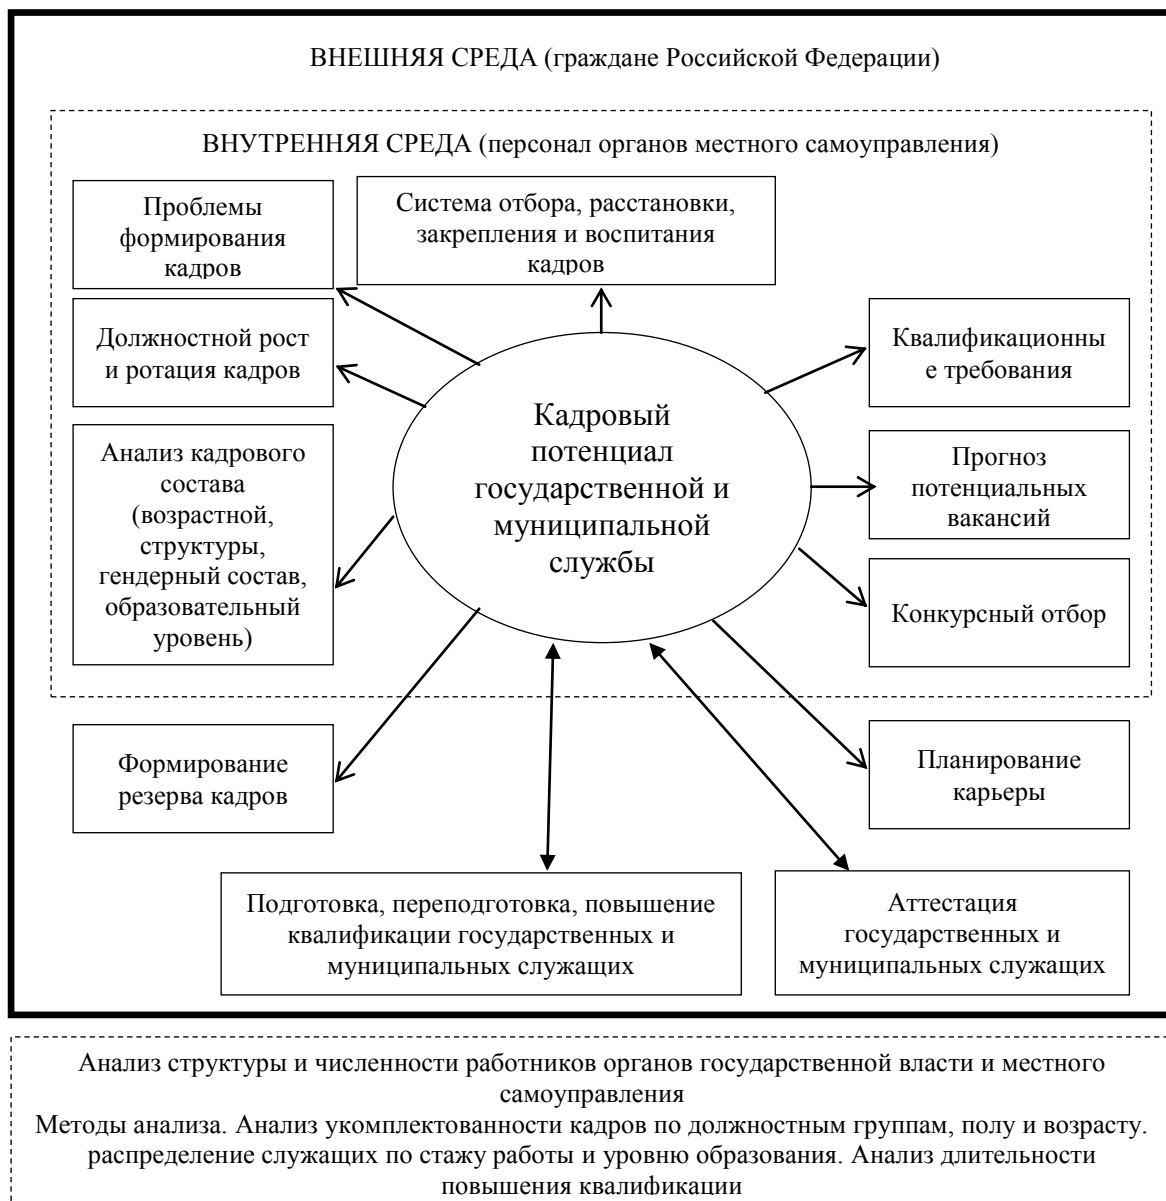 ВНЕШНЯЯ СРЕДА (граждане Российской Федерации)
ВНУТРЕННЯЯ СРЕДА (персонал органов местного самоуправления)
Проблемы
формирования
кадров
Система отбора, расстановки,
закрепления и воспитания
кадров
Должностной рост
и ротация кадров
Квалификационны
е требования
Анализ кадрового
состава
(возрастной,
структуры,
гендерный состав,
образовательный
уровень)
Кадровый
потенциал
государственной и
муниципальной
службы
Прогноз
потенциальных
вакансий
Конкурсный отбор
Формирование
резерва кадров
Планирование
карьеры
Подготовка, переподготовка, повышение
квалификации государственных и
муниципальных служащих
Аттестация
государственных и
муниципальных служащих
Анализ структуры и численности работников органов государственной власти и местного
самоуправления
Методы анализа. Анализ укомплектованности кадров по должностным группам, полу и возрасту.
распределение служащих по стажу работы и уровню образования. Анализ длительности
повышения квалификации